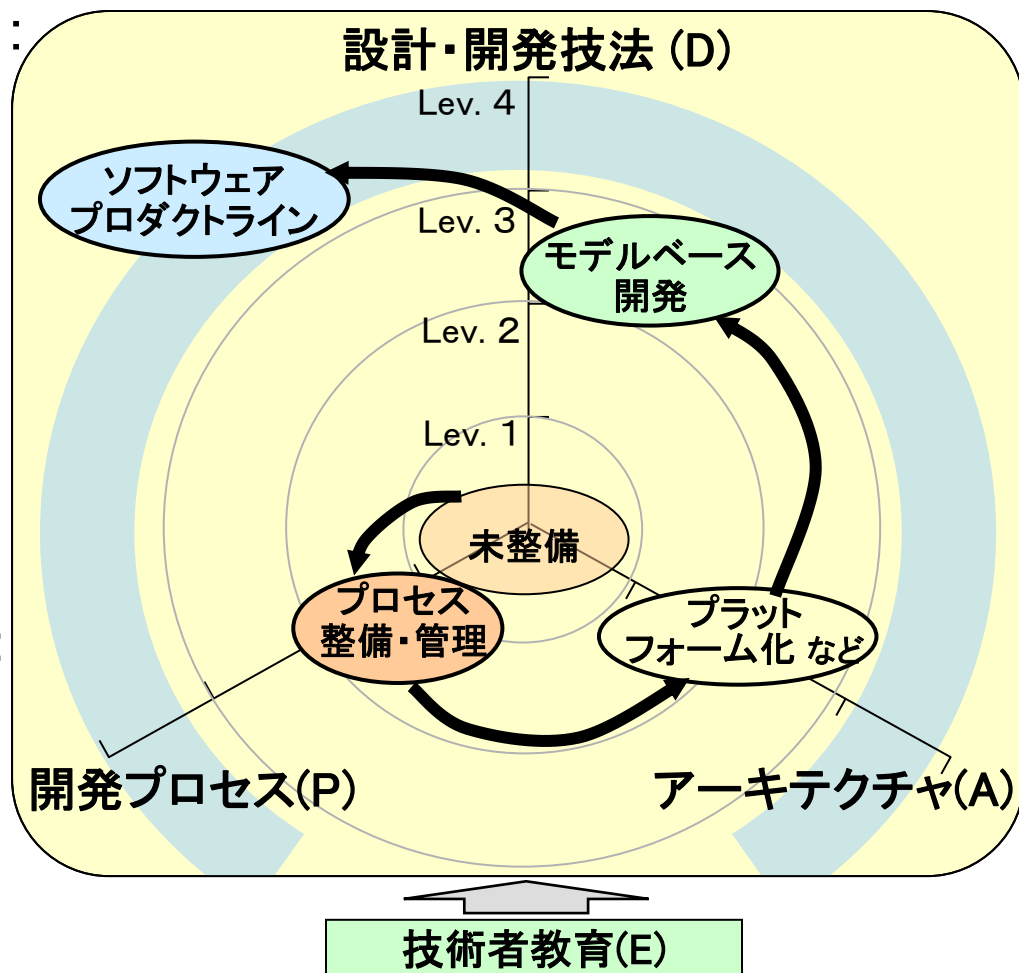 設計・開発技法 (D)
Lev. 4
ソフトウェア
プロダクトライン
Lev. 3
モデルベース
開発
Lev. 2
Lev. 1
未整備
プロセス
整備・管理
プラット
フォーム化 など
開発プロセス(P)
アーキテクチャ(A)
技術者教育(E)